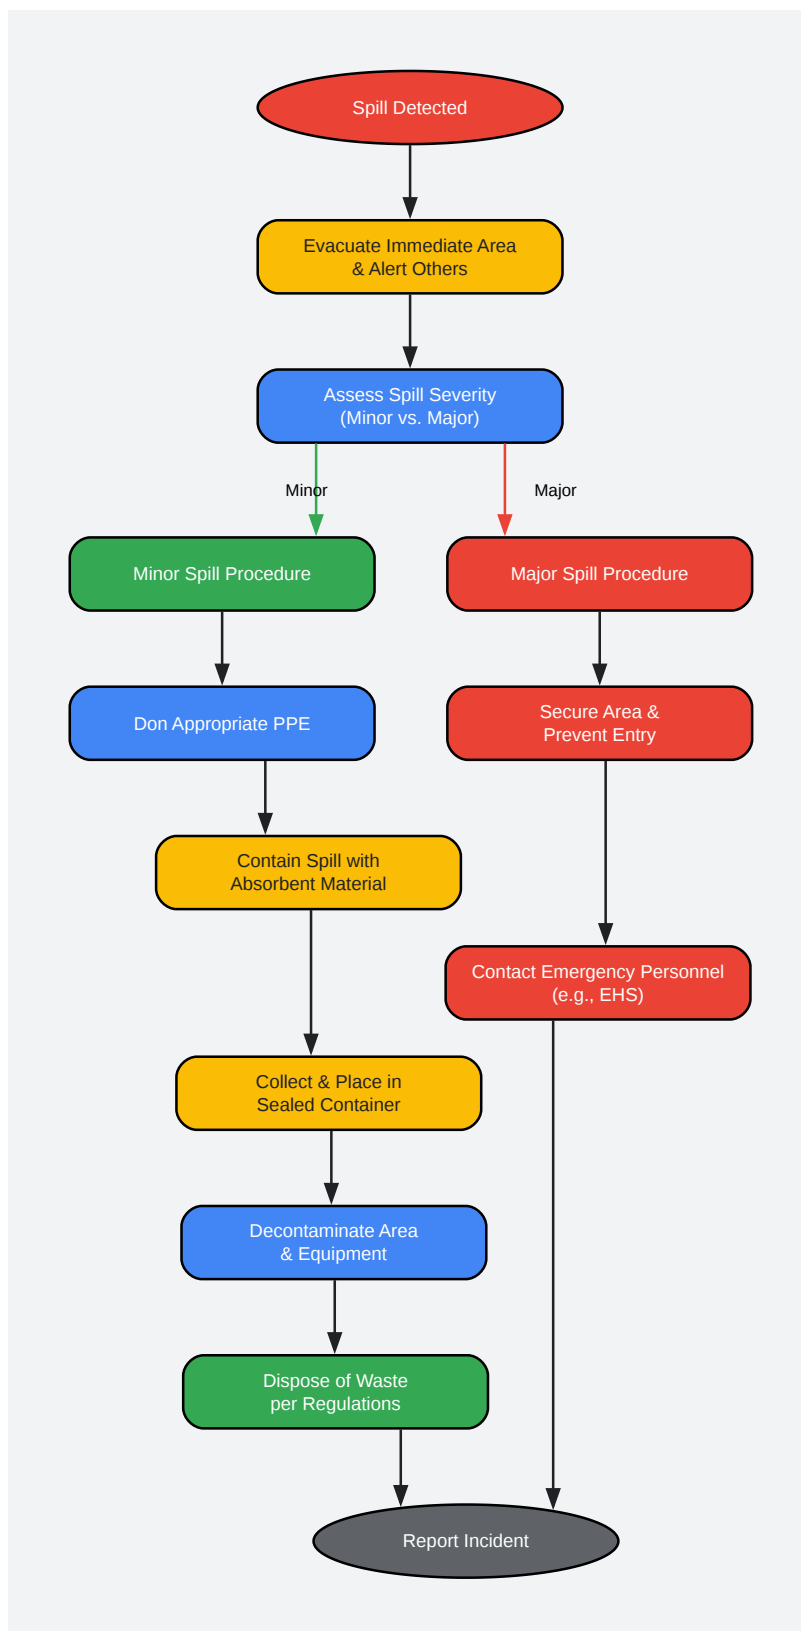 Spill Detected
Evacuate Immediate Area
& Alert Others
Assess Spill Severity
(Minor vs. Major)
Minor
Major
Minor Spill Procedure
Major Spill Procedure
Don Appropriate PPE
Secure Area &
Prevent Entry
Contain Spill with
Absorbent Material
Contact Emergency Personnel
(e.g., EHS)
Collect & Place in
Sealed Container
Decontaminate Area
& Equipment
Dispose of Waste
per Regulations
Report Incident